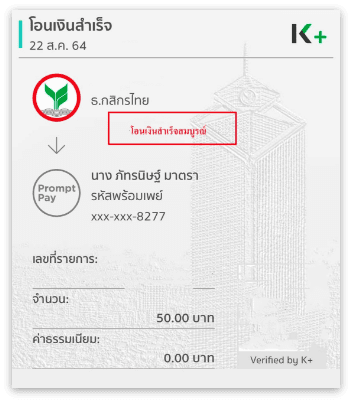 โอนเงินสำเร็จ
22 ส.ค. 64
K+
ธ.กสิกรไทย
โอนเงินสำเร็จสมบูรณ์
Prompt
Pay
นาง ภัทรนิษฐ์ มาตรา
รหัสพร้อมเพย์
xxx-xxx-8277
เลขที่รายการ:
จำนวน:
50.00 บาท
ค่าธรรมเนียม:
0.00 บาท
Verified by K+